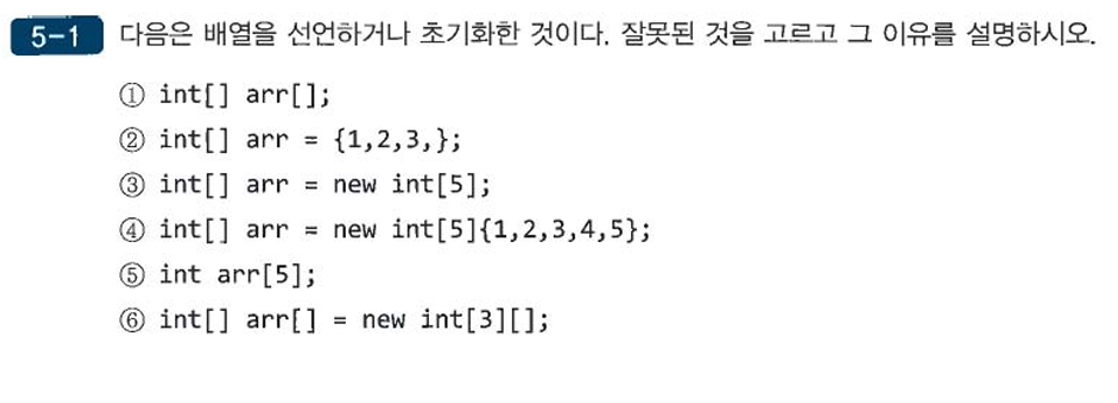 5-1 다음은 배열을 선언하거나 초기화한 것이다. 잘못된 것을 고르고 그 이유를 설명하시오.
① int[] arr[];
② int[] arr = {1,2,3,};
③ int[] arr = new int[5];
④ int[] arr = new int[5]{1,2,3,4,5};
⑤ int arr[5];
⑥ int[] arr[] = new int[3][];